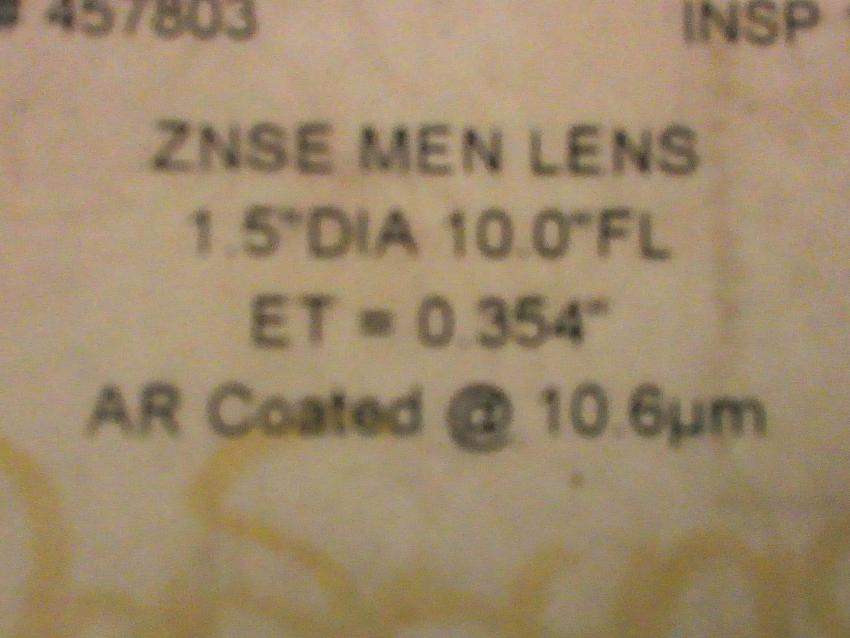 # 457803 INSP
ZNSE MEN LENS
1.5"DIA 10.0"FL
ET = 0.354"
AR Coated @ 10.6µm